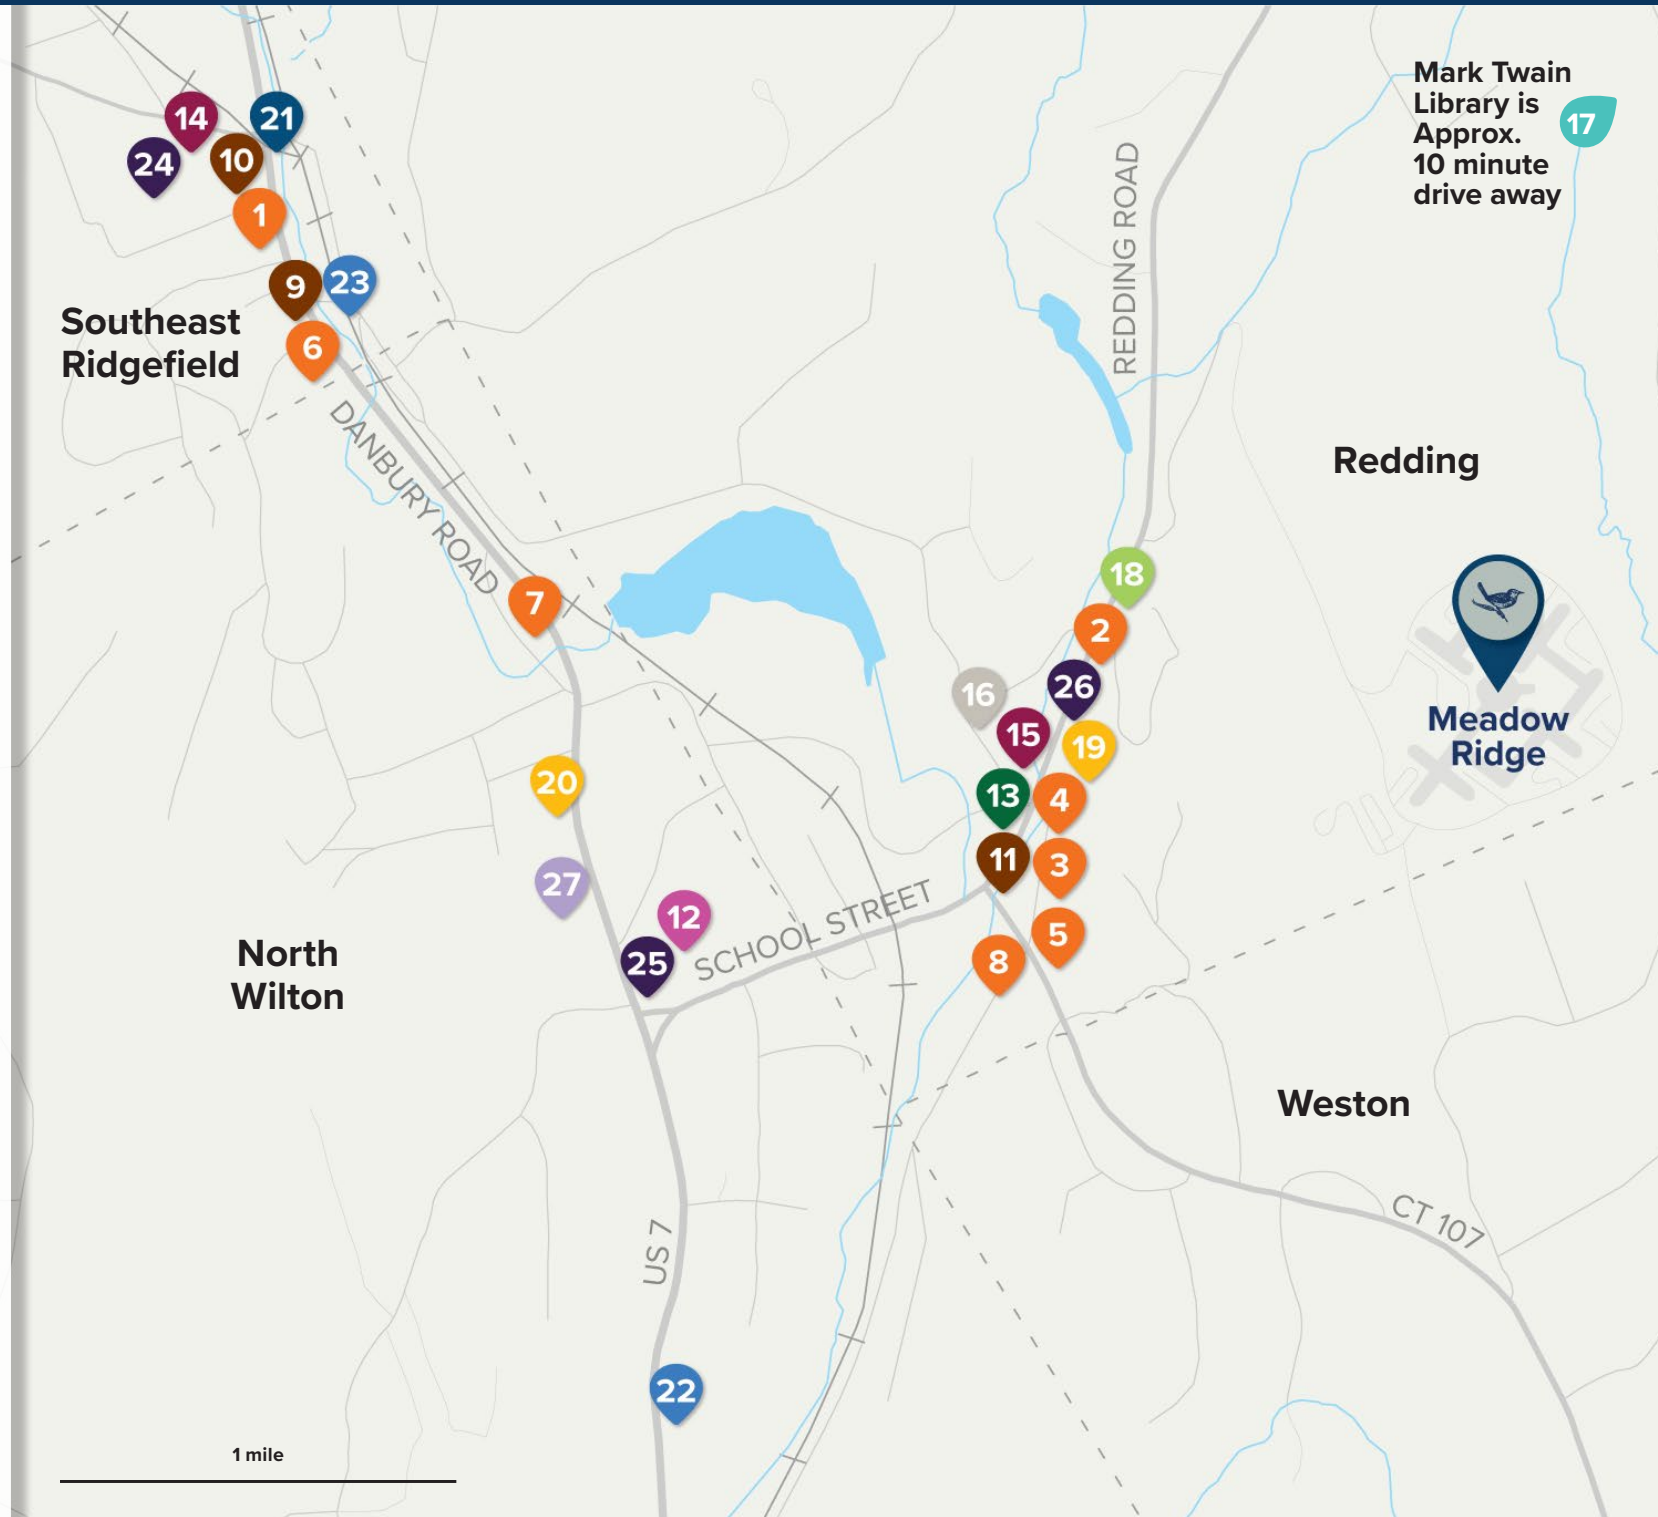 Mark Twain
Library is
Approx.
10 minute
drive away
17
14
21
24
10
1
9
23
6
Southeast
Ridgefield
DANBURY ROAD
REDDING ROAD
Redding
7
18
2
16
26
15
19
Meadow
Ridge
20
13
4
11
3
27
12
25
SCHOOL STREET
5
8
North
Wilton
Weston
CT 107
US 7
22
1 mile